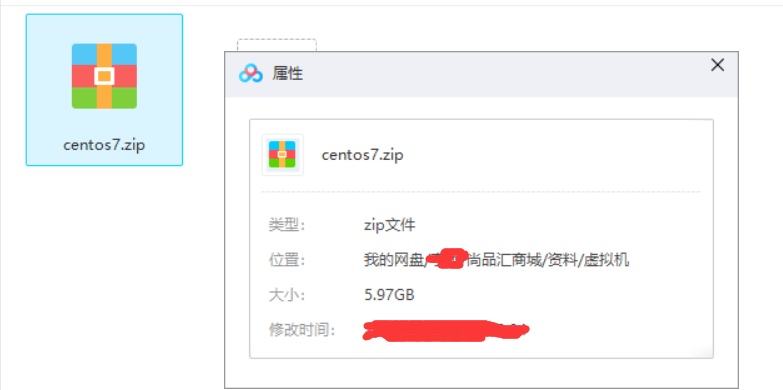 centos7.zip
属性
centos7.zip
类型: zip文件
位置: 我的网盘/ 尚品汇商城/资料/虚拟机
大小: 5.97GB
修改时间: